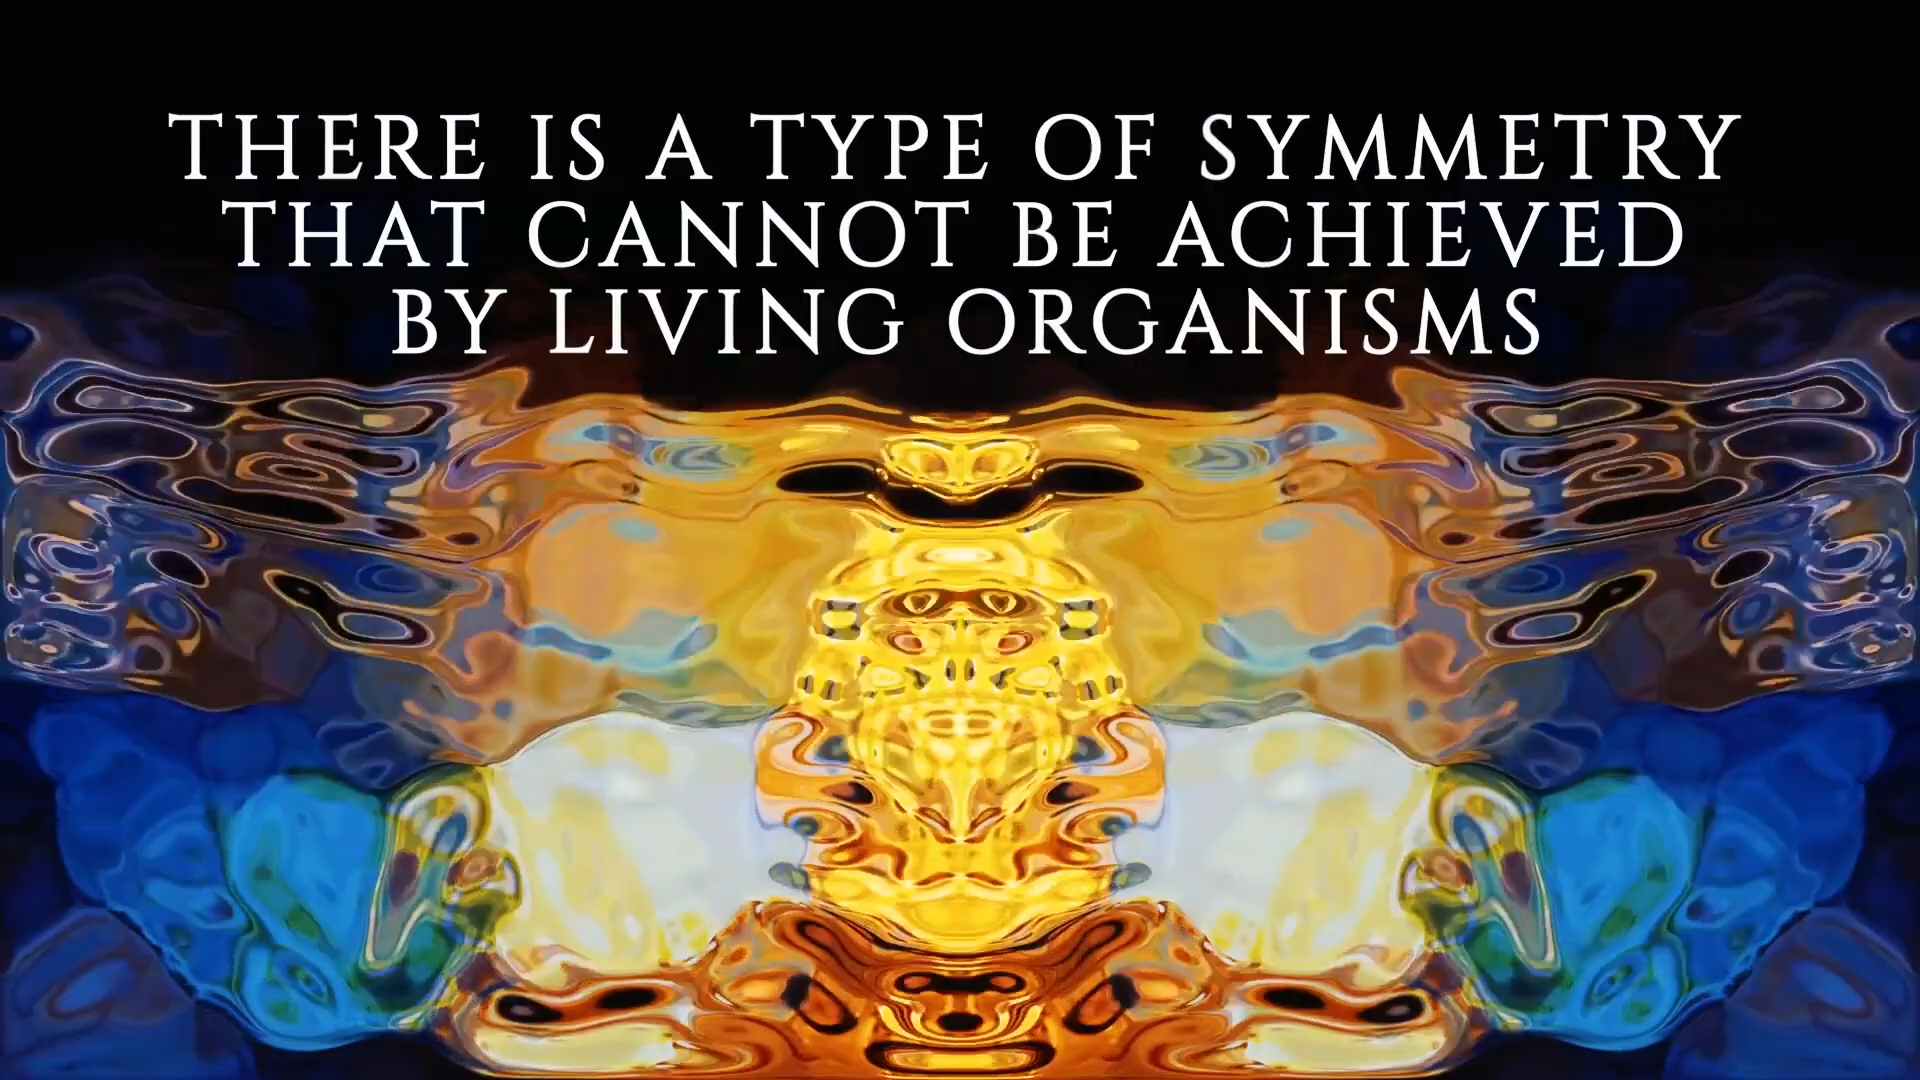 THERE IS A TYPE OF SYMMETRY
THAT CANNOT BE ACHIEVED
BY LIVING ORGANISMS